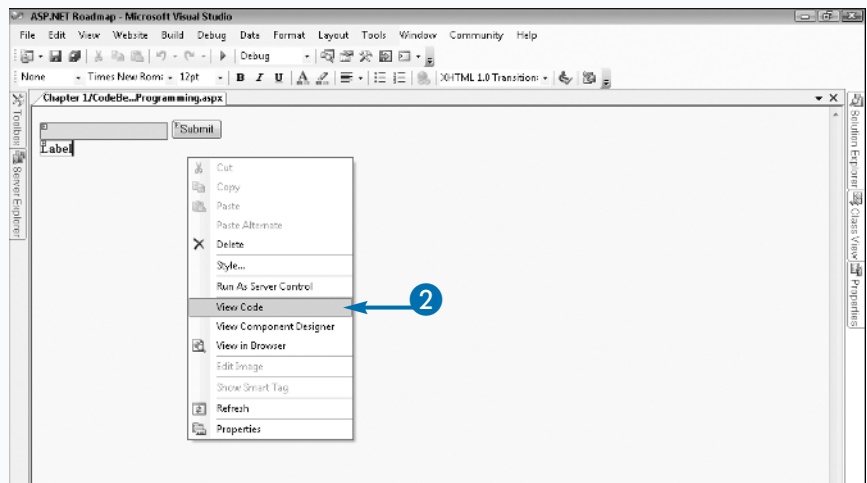 ASP.NET Roadmap - Microsoft Visual Studio
File Edit View Website Build Debug Data Format Layout Tools Window Community Help
Debug
None Times New Roma 12pt B I U A XHTML 1.0 Transition:
Toolbox
Server Explorer
Chapter 1/CodeBe...Programming.aspx
Submit
Label
Cut
Copy
Paste
Paste Alternate
Delete
Style...
Run As Server Control
View Code
2
View Component Designer
View in Browser
Edit Image
Show Smart Tag
Refresh
Properties
Solution Explorer
Class View
Properties